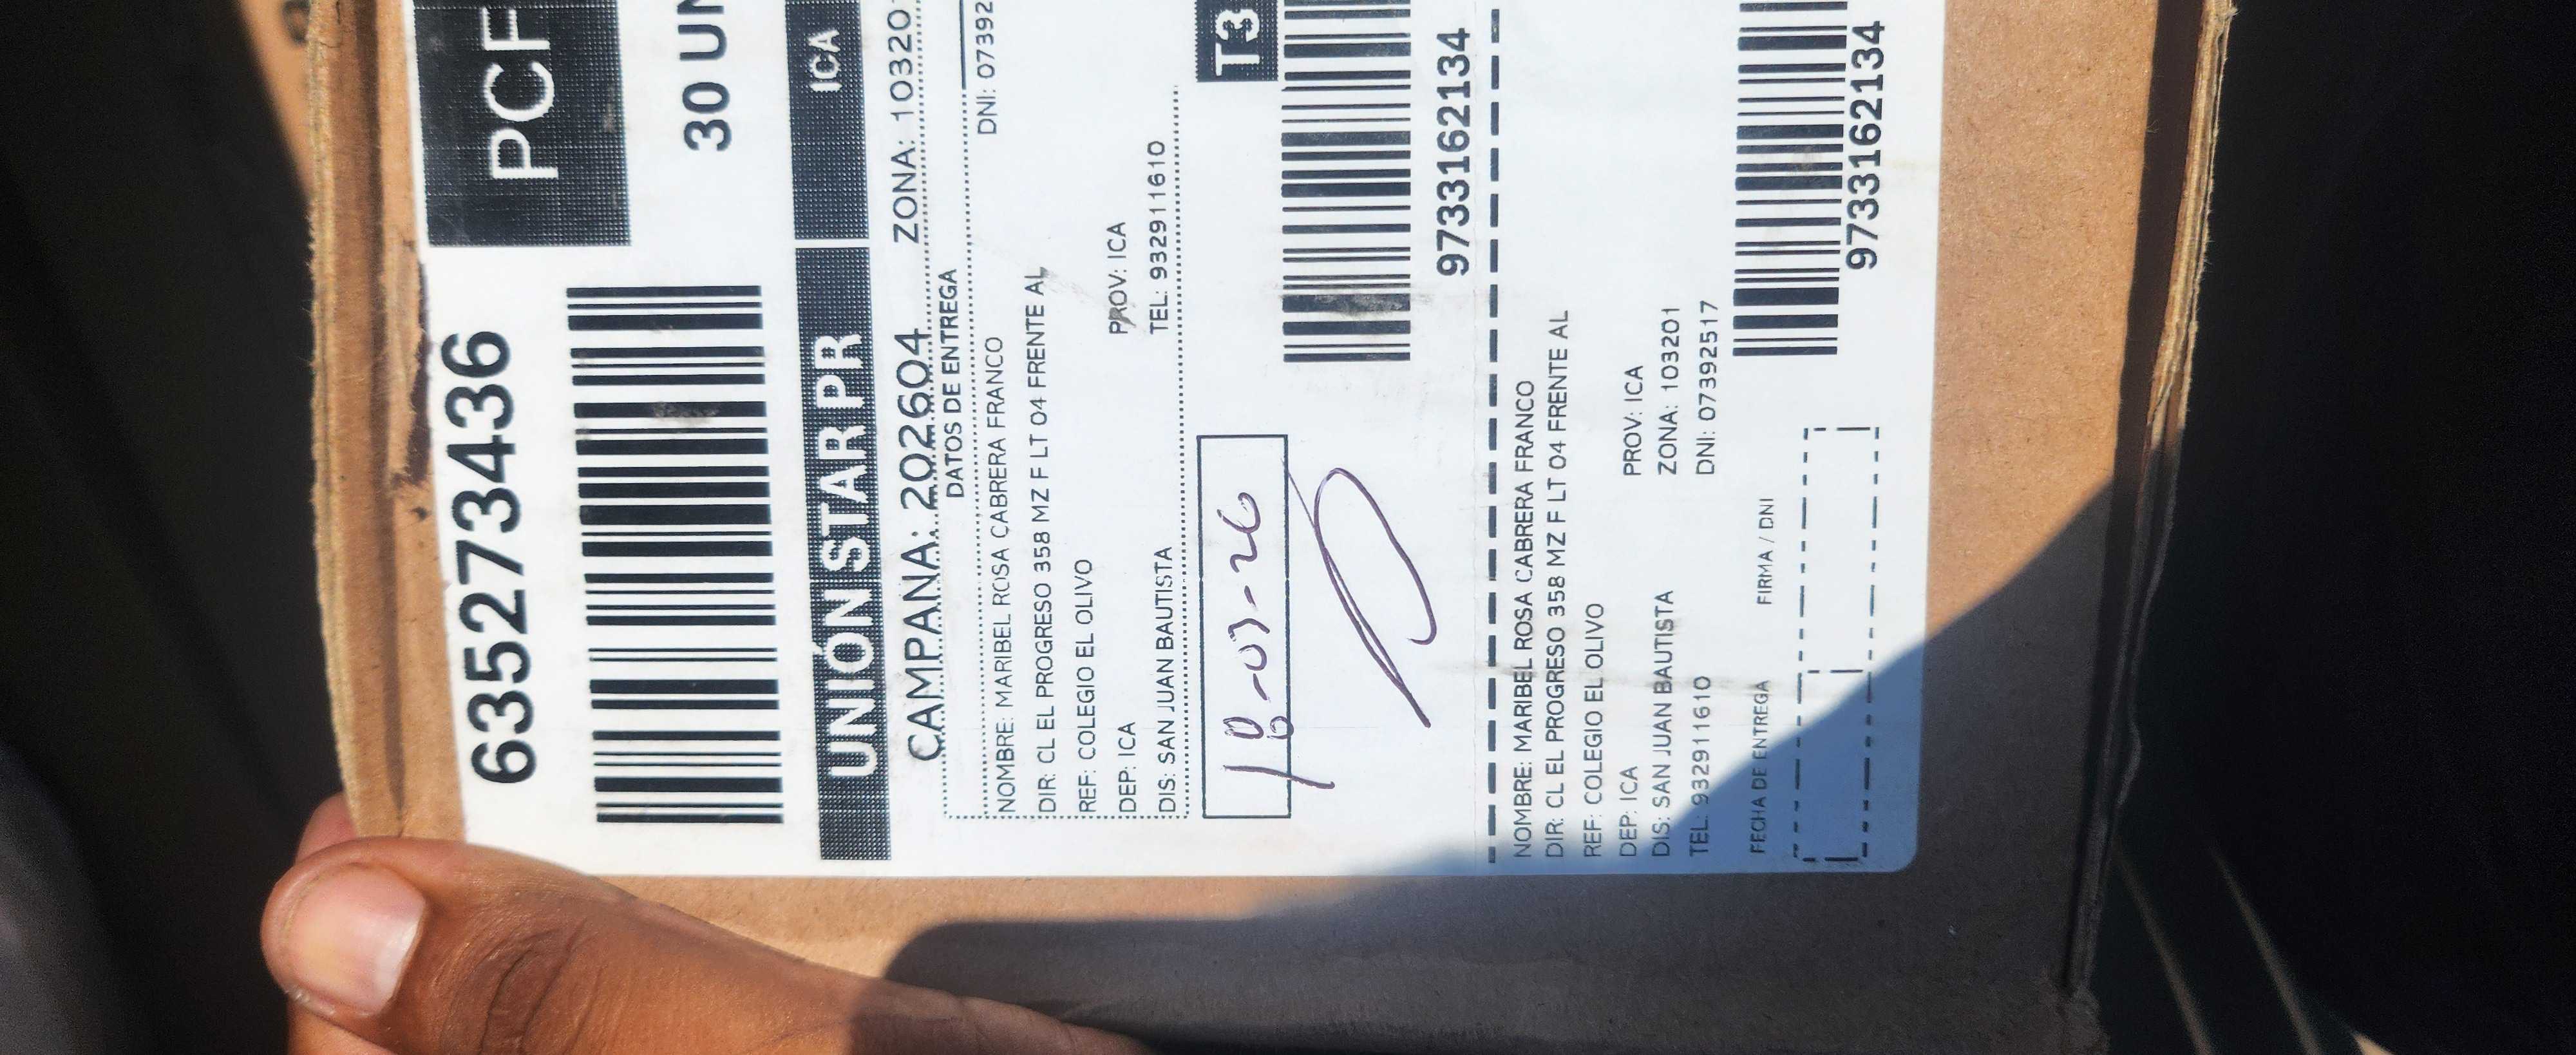 6352273436
PCF
30 UN
UNIÓN STAR PR ICA
CAMPAÑA: 202604 ZONA: 10320
DATOS DE ENTREGA
DNI: 07392
NOMBRE: MARIBEL ROSA CABRERA FRANCO
DIR: CL EL PROGRESO 358 MZ F LT 04 FRENTE AL
REF: COLEGIO EL OLIVO
DEP: ICA PROV: ICA
DIS: SAN JUAN BAUTISTA TEL: 932911610
T3
18-03-26
9733162134
NOMBRE: MARIBEL ROSA CABRERA FRANCO
DIR: CL EL PROGRESO 358 MZ F LT 04 FRENTE AL
REF: COLEGIO EL OLIVO
DEP: ICA PROV: ICA
DIS: SAN JUAN BAUTISTA ZONA: 103201
TEL: 932911610 DNI: 07392517
FECHA DE ENTREGA FIRMA / DNI
9733162134